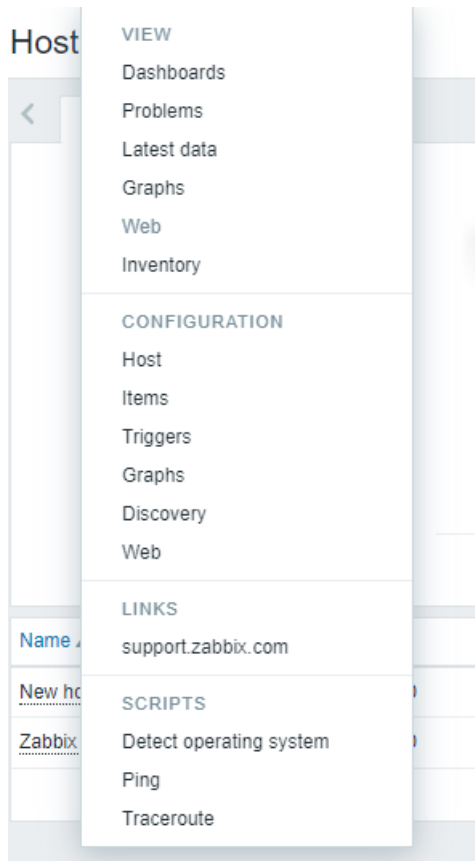 Host
VIEW
Dashboards
Problems
Latest data
Graphs
Web
Inventory
CONFIGURATION
Host
Items
Triggers
Graphs
Discovery
Web
LINKS
support.zabbix.com
Name
New
Zabbix
SCRIPTS
Detect operating system
Ping
Traceroute